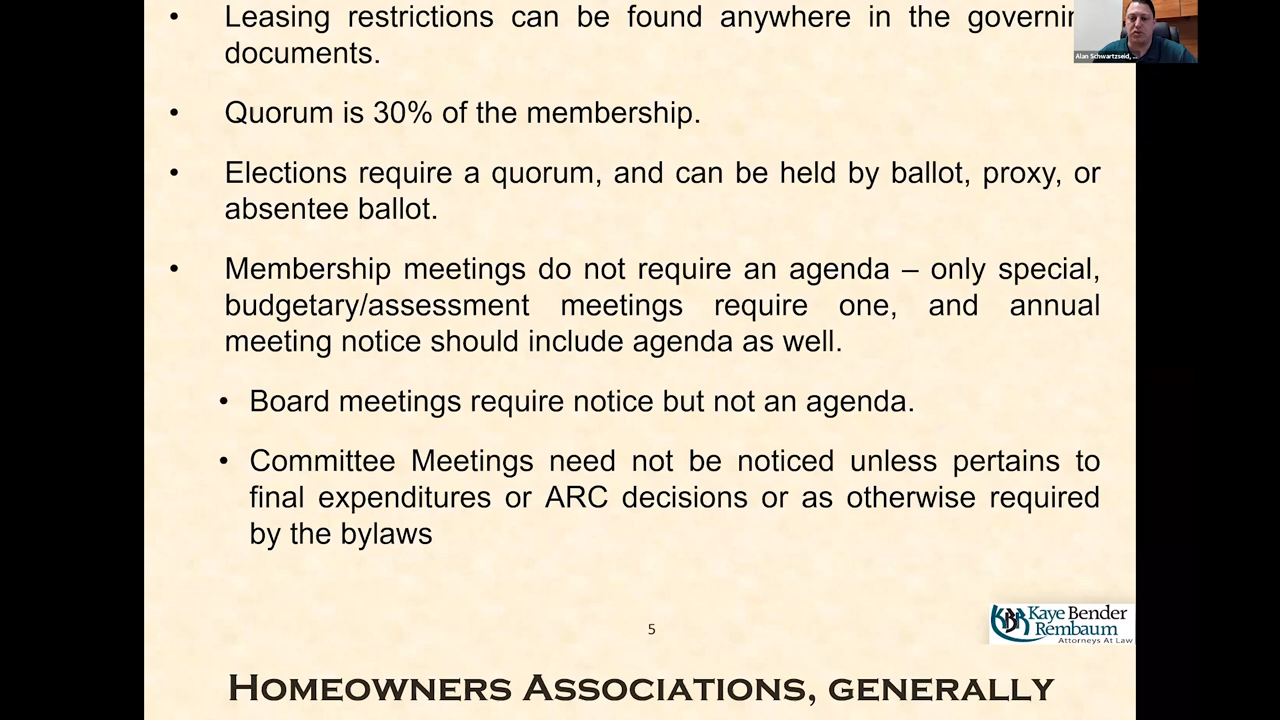 • Leasing restrictions can be found anywhere in the governin
documents.
• Quorum is 30% of the membership.
• Elections require a quorum, and can be held by ballot, proxy, or
absentee ballot.
• Membership meetings do not require an agenda – only special,
budgetary/assessment meetings require one, and annual
meeting notice should include agenda as well.
• Board meetings require notice but not an agenda.
• Committee Meetings need not be noticed unless pertains to
final expenditures or ARC decisions or as otherwise required
by the bylaws
Alan Schwartzseid, ...
5
KBR Kaye Bender
Rembaum
Attorneys At Law
HOMEOWNERS ASSOCIATIONS, GENERALLY